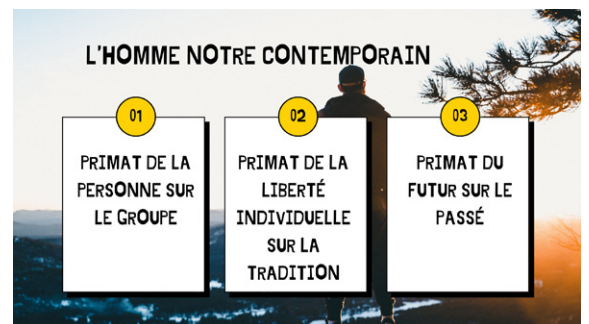 L'HOMME NOTRE CONTEMPORAIN
01
PRIMAT DE LA
PERSONNE SUR
LE GROUPE
02
PRIMAT DE LA
LIBERTÉ
INDIVIDUELLE
SUR LA
TRADITION
03
PRIMAT DU
FUTUR SUR LE
PASSÉ